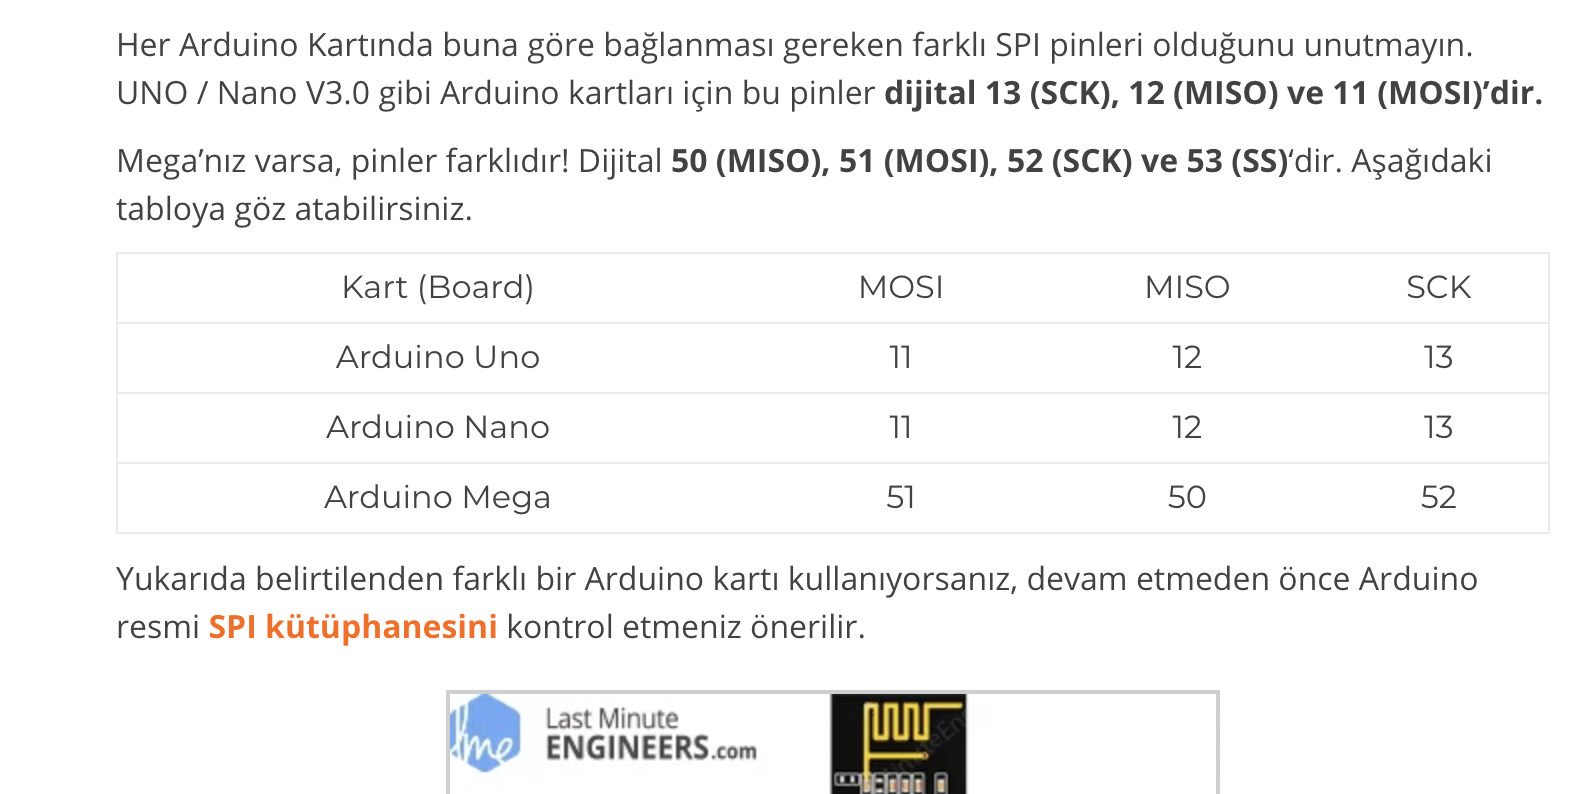 Her Arduino Kartında buna göre bağlanması gereken farklı SPI pinleri olduğunu unutmayın.
UNO / Nano V3.0 gibi Arduino kartları için bu pinler dijital 13 (SCK), 12 (MISO) ve 11 (MOSI)’dir.
Mega’nız varsa, pinler farklıdır! Dijital 50 (MISO), 51 (MOSI), 52 (SCK) ve 53 (SS)‘dir. Aşağıdaki
tabloya göz atabilirsiniz.
Kart (Board) MOSI MISO SCK
Arduino Uno 11 12 13
Arduino Nano 11 12 13
Arduino Mega 51 50 52
Yukarıda belirtilenden farklı bir Arduino kartı kullanıyorsanız, devam etmeden önce Arduino
resmi SPI kütüphanesini kontrol etmeniz önerilir.
lme Last Minute
ENGINEERS.com